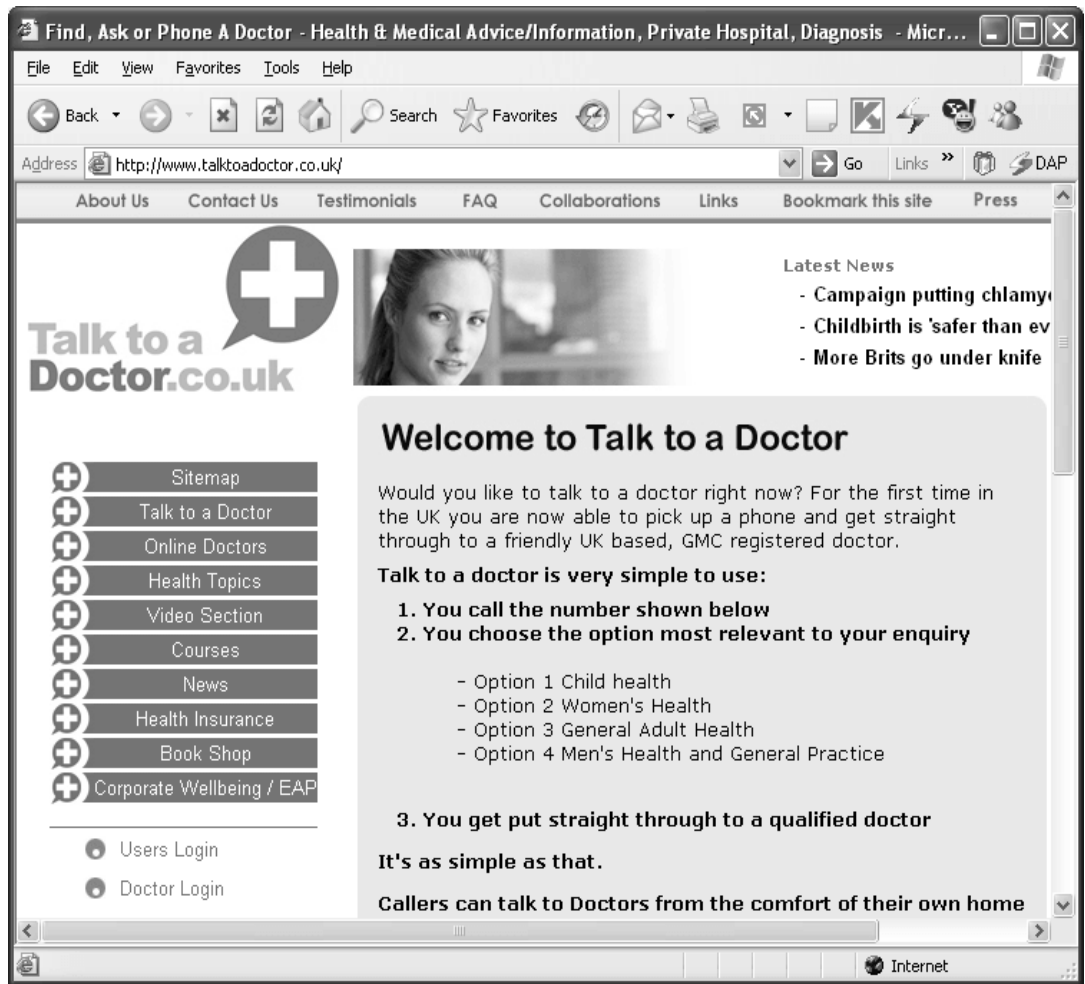 Find, Ask or Phone A Doctor - Health & Medical Advice/Information, Private Hospital, Diagnosis - Micr...
File Edit View Favorites Tools Help
Back Search Favorites
Address http://www.talktoadoctor.co.uk/ Go Links » DAP
About Us Contact Us Testimonials FAQ Collaborations Links Bookmark this site Press
Talk to a
Doctor.co.uk
Latest News
- Campaign putting chlamy
- Childbirth is 'safer than ev
- More Brits go under knife
Sitemap
Talk to a Doctor
Online Doctors
Health Topics
Video Section
Courses
News
Health Insurance
Book Shop
Corporate Wellbeing / EAP
Users Login
Doctor Login
Welcome to Talk to a Doctor
Would you like to talk to a doctor right now? For the first time in
the UK you are now able to pick up a phone and get straight
through to a friendly UK based, GMC registered doctor.
Talk to a doctor is very simple to use:
1. You call the number shown below
2. You choose the option most relevant to your enquiry
- Option 1 Child health
- Option 2 Women's Health
- Option 3 General Adult Health
- Option 4 Men's Health and General Practice
3. You get put straight through to a qualified doctor
It's as simple as that.
Callers can talk to Doctors from the comfort of their own home
Internet